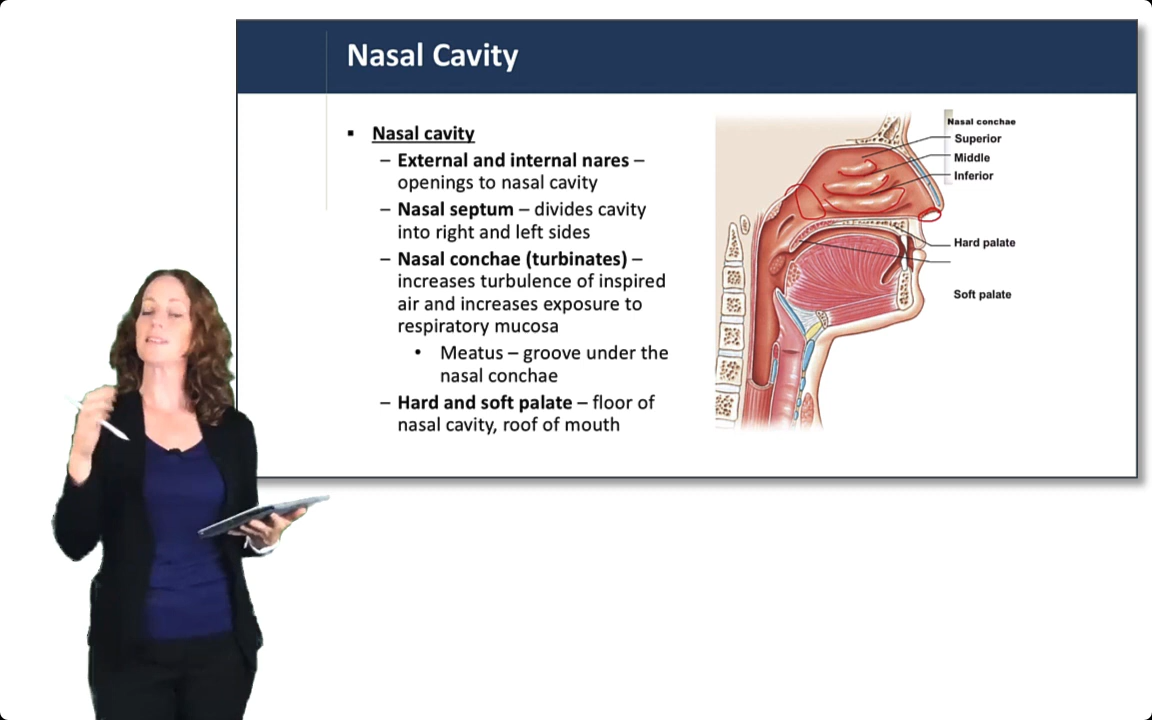 Nasal Cavity
▪ Nasal cavity
– External and internal nares –
openings to nasal cavity
– Nasal septum – divides cavity
into right and left sides
– Nasal conchae (turbinates) –
increases turbulence of inspired
air and increases exposure to
respiratory mucosa
• Meatus – groove under the
nasal conchae
– Hard and soft palate – floor of
nasal cavity, roof of mouth
Nasal conchae
Superior
Middle
Inferior
Hard palate
Soft palate